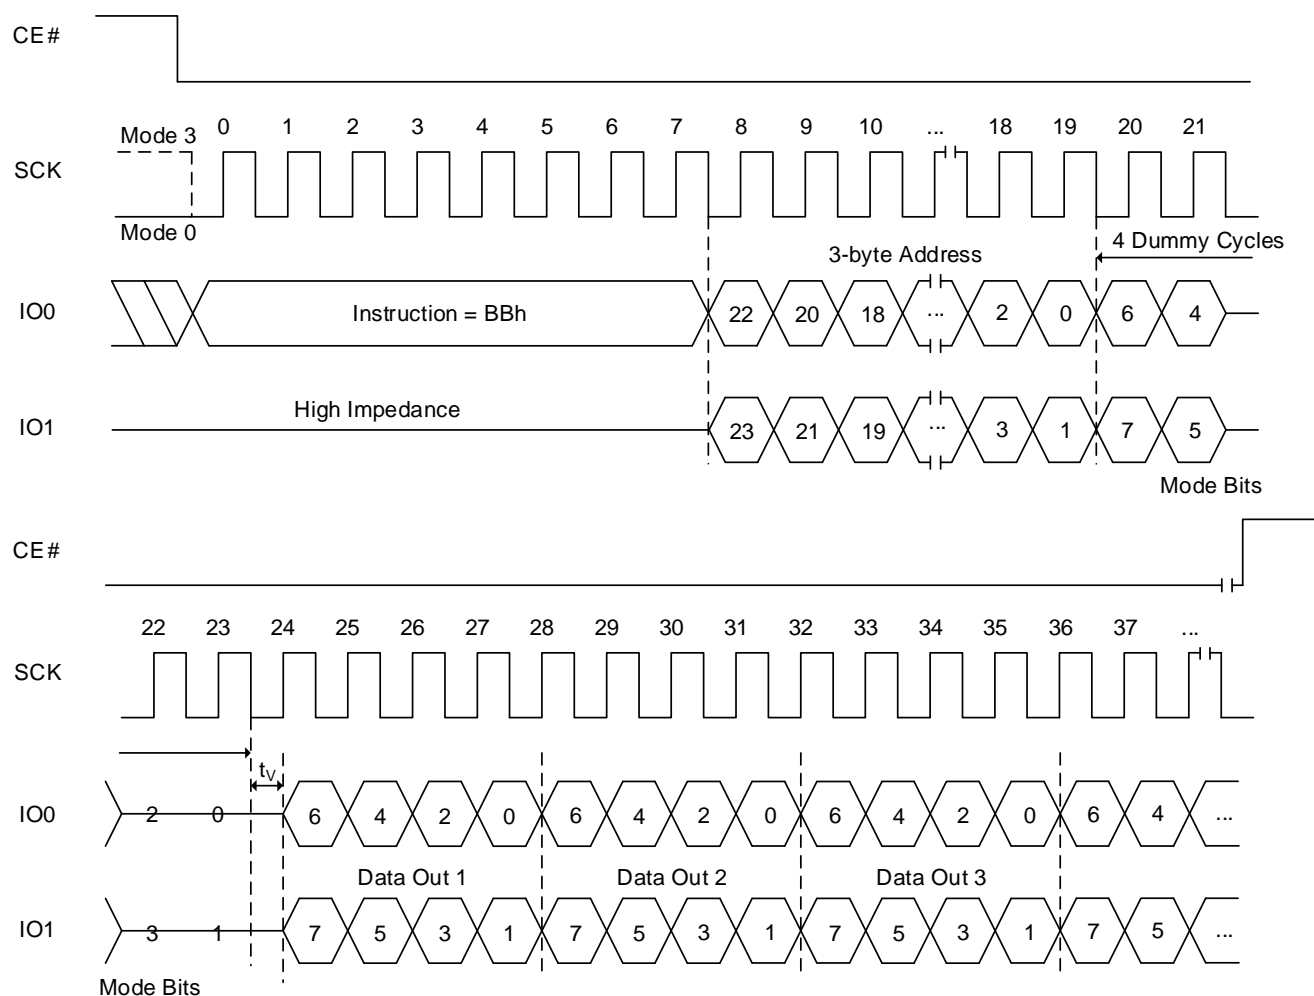 CE#
Mode 3
0 1 2 3 4 5 6 7 8 9 10 ... 18 19 20 21
SCK
Mode 0
3-byte Address
4 Dummy Cycles
IO0
Instruction = BBh
22 20 18 ... 2 0 6 4
High Impedance
IO1
23 21 19 ... 3 1 7 5
Mode Bits
CE#
22 23 24 25 26 27 28 29 30 31 32 33 34 35 36 37 ...
SCK
tV
IO0
2 0 6 4 2 0 6 4 2 0 6 4 2 0 6 4 ...
Data Out 1 Data Out 2 Data Out 3
IO1
3 1 7 5 3 1 7 5 3 1 7 5 3 1 7 5 ...
Mode Bits